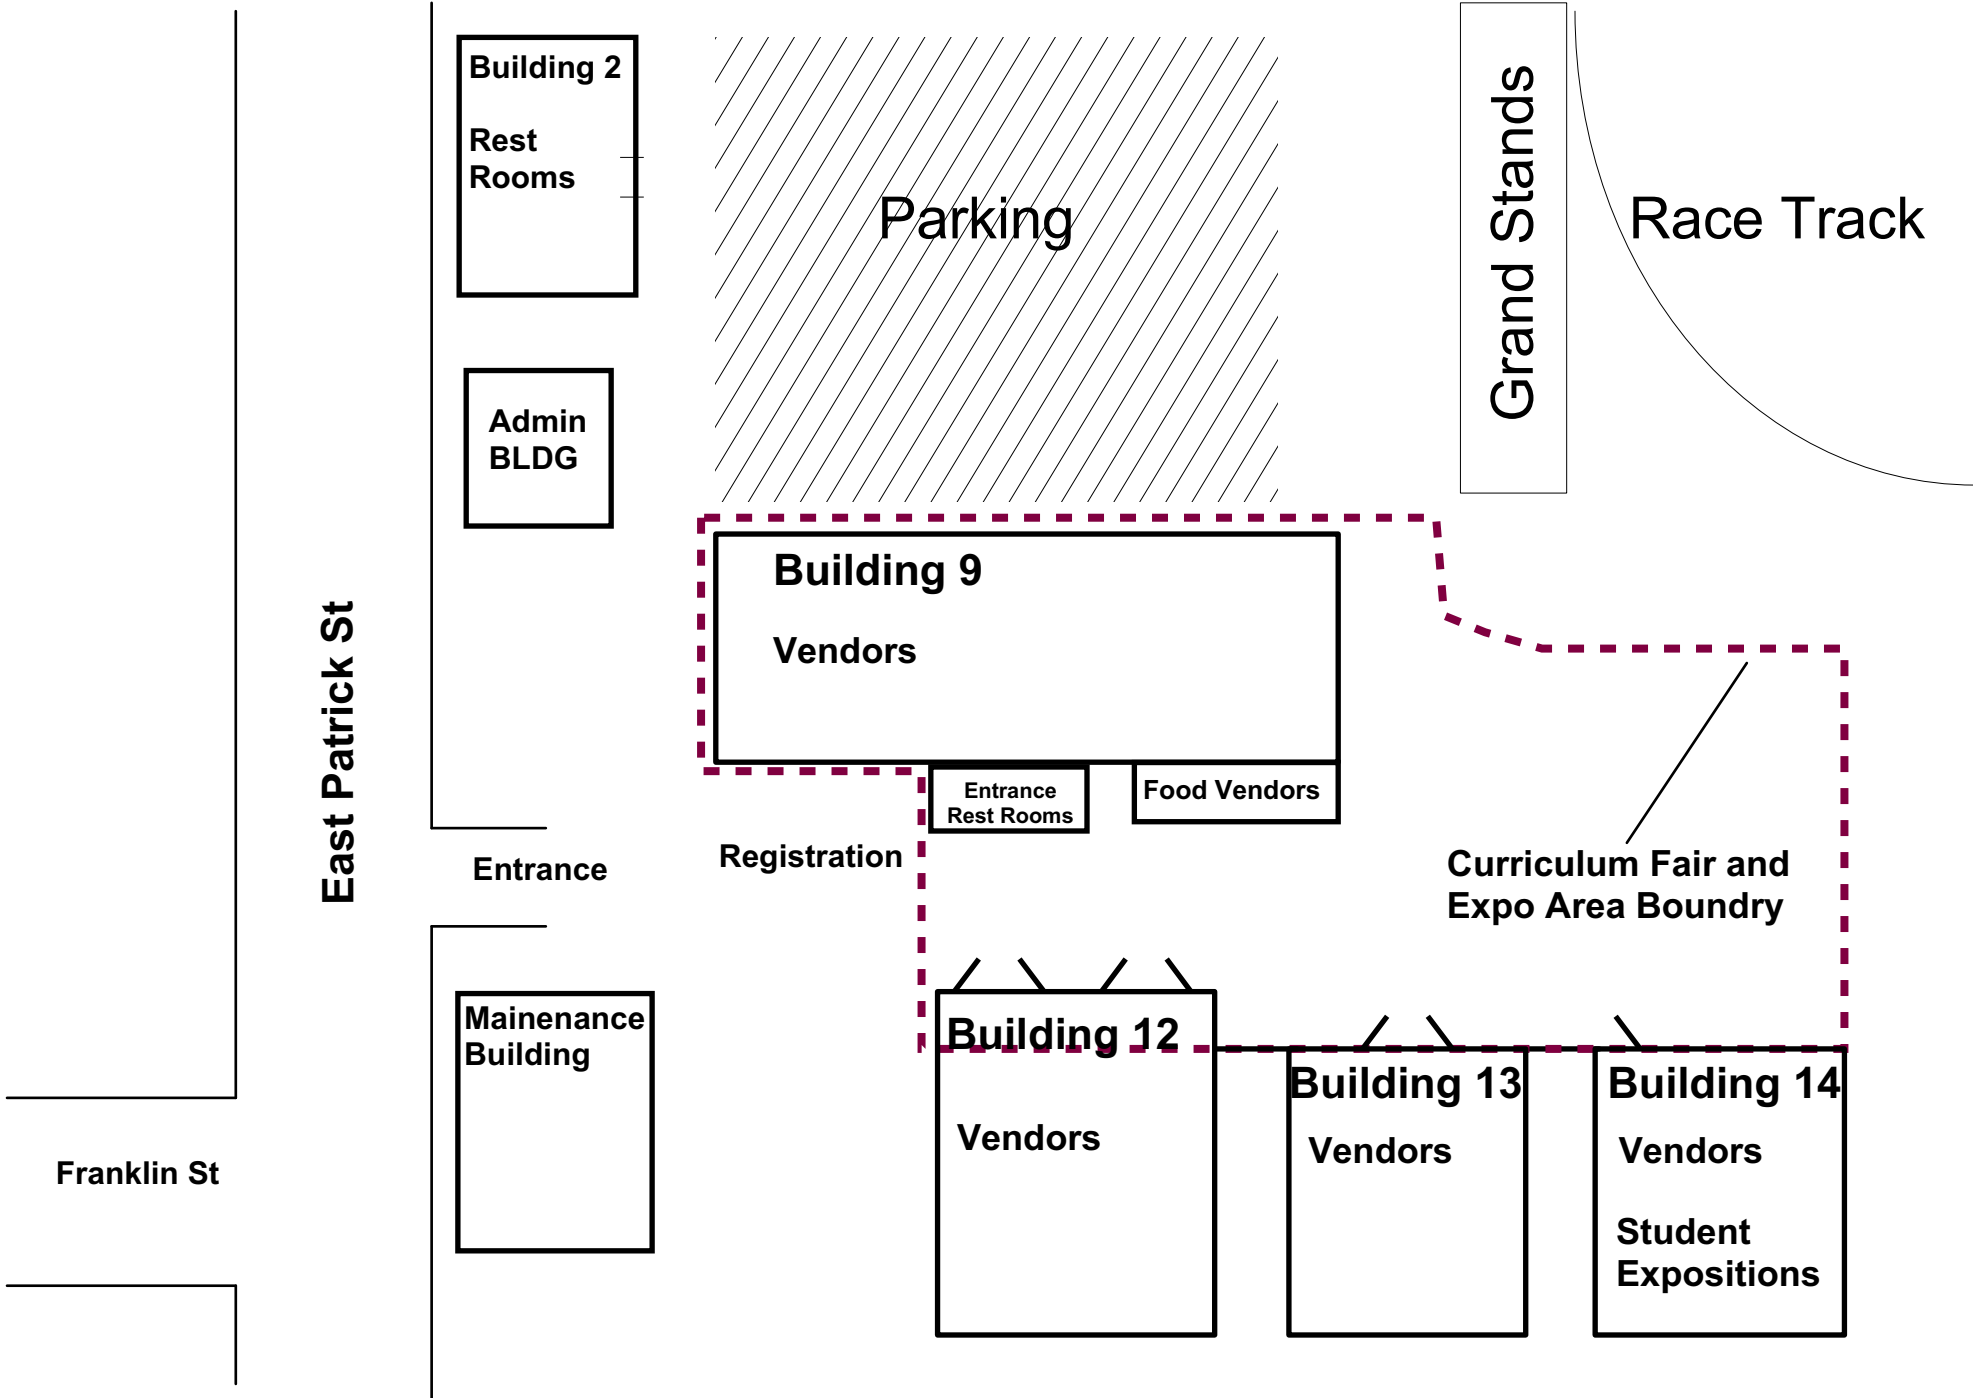 Building 2
Rest
Rooms
Parking
Grand Stands
Race Track
Admin
BLDG
Building 9
Vendors
East Patrick St
Entrance
Rest Rooms
Food Vendors
Registration
Entrance
Curriculum Fair and
Expo Area Boundry
Mainenance
Building
Building 12
Vendors
Building 13
Vendors
Building 14
Vendors
Student
Expositions
Franklin St